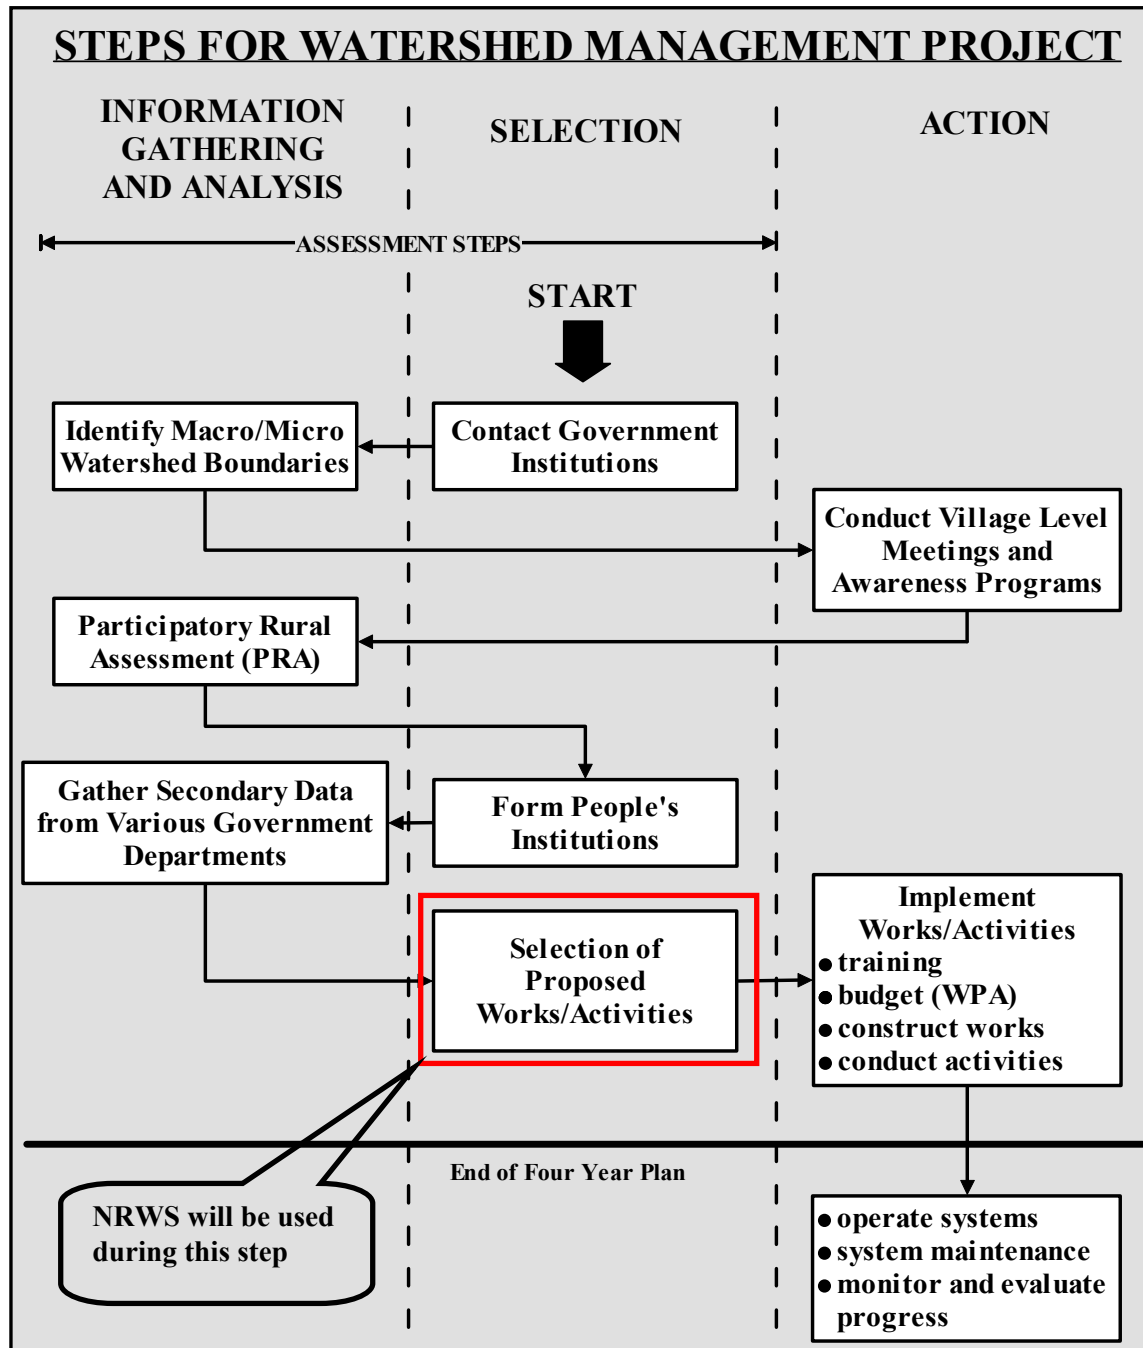 STEPS FOR WATERSHED MANAGEMENT PROJECT
INFORMATION
GATHERING
AND ANALYSIS
SELECTION
ACTION
ASSESSMENT STEPS
START
Identify Macro/Micro
Watershed Boundaries
Contact Government
Institutions
Conduct Village Level
Meetings and
Awareness Programs
Participatory Rural
Assessment (PRA)
Gather Secondary Data
from Various Government
Departments
Form People's
Institutions
Selection of
Proposed
Works/Activities
Implement
Works/Activities
● training
● budget (WPA)
● construct works
● conduct activities
End of Four Year Plan
NRWS will be used
during this step
● operate systems
● system maintenance
● monitor and evaluate
progress